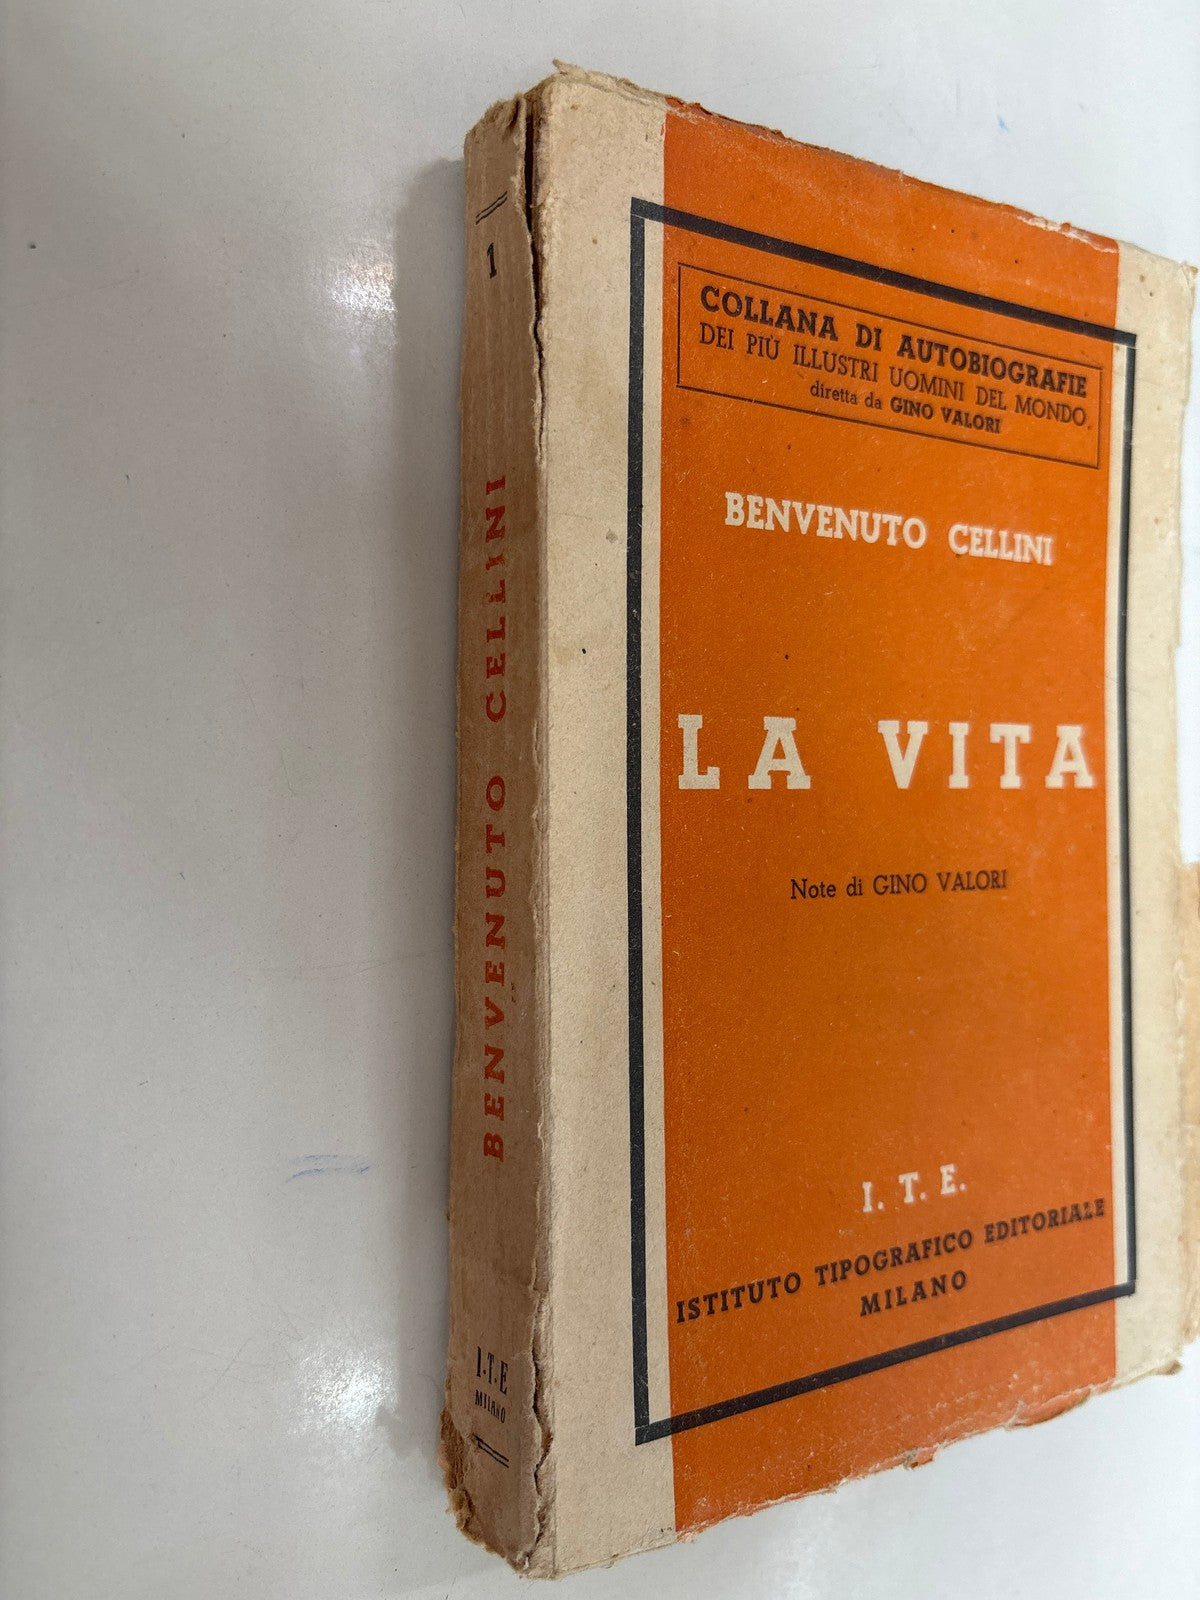 1
BENVENUTO CELLINI
I.T.E
MILANO
COLLANA DI AUTOBIOGRAFIE
DEI PIÙ ILLUSTRI UOMINI DEL MONDO
diretta da GINO VALORI
BENVENUTO CELLINI
LA VITA
Note di GINO VALORI
I. T. E.
ISTITUTO TIPOGRAFICO EDITORIALE
MILANO